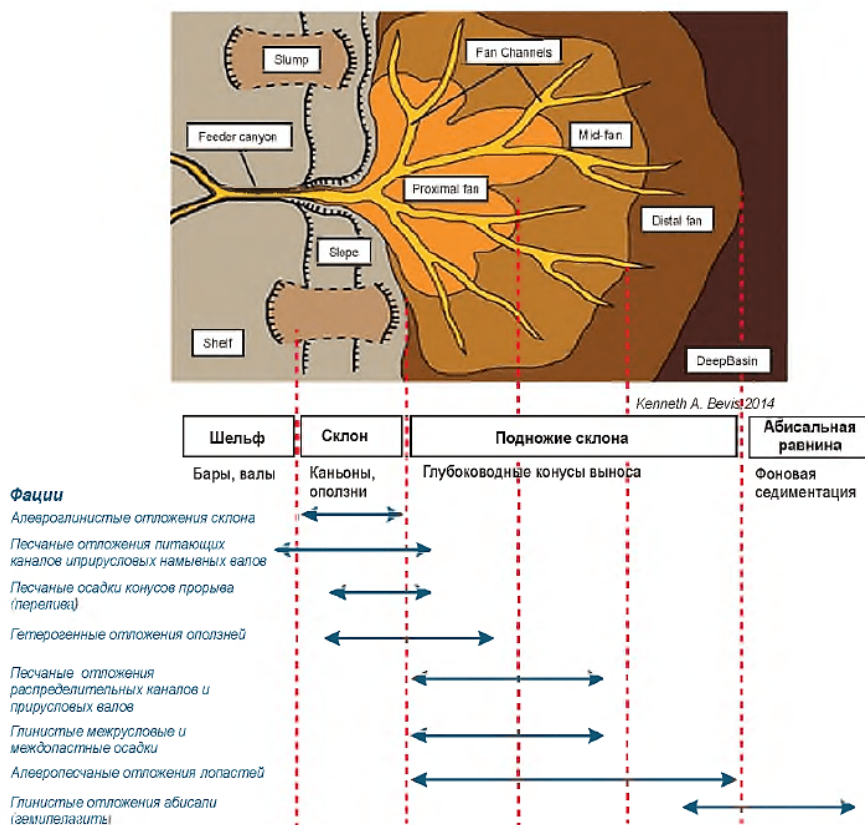 Slump
Fan Channels
Feeder canyon
Mid-fan
Proximal fan
Distal fan
Slope
Shelf
DeepBasin
Kenneth A. Bevis 2014
Шельф
Склон
Подножие склона
Абисальная
равнина
Бары, валы
Каньоны,
оползни
Глубоководные конусы выноса
Фоновая
седиментация
Фации
Алевроглинистые отложения склона
Песчаные отложения питающих
каналов иприрусловых намывных валов
Песчаные осадки конусов прорыва
(перелива)
Гетерогенные отложения оползней
Песчаные отложения
распределительных каналов и
прирусловых валов
Глинистые межрусловые и
междопастные осадки
Алевропесчаные отложения лопастей
Глинистые отложения абисали
(гемипелагиты)